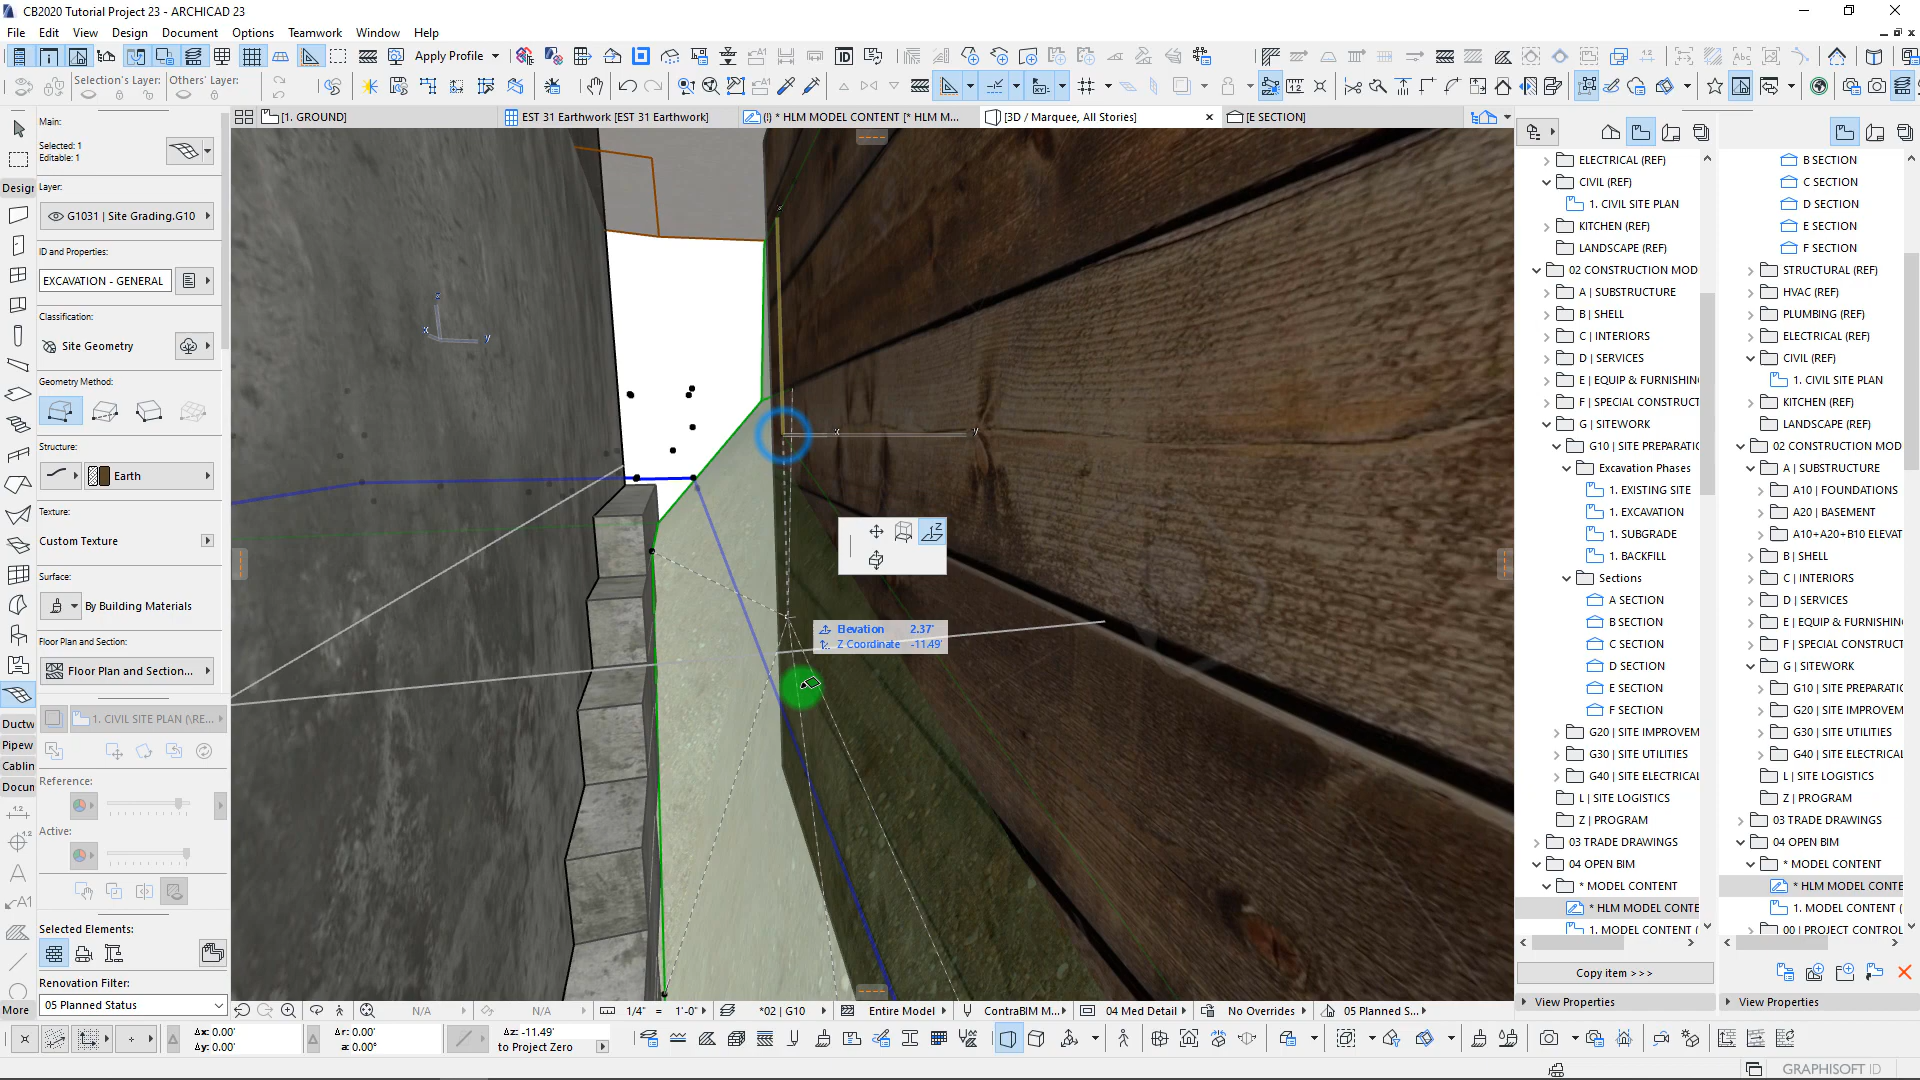 CB2020 Tutorial Project 23 - ARCHICAD 23
File Edit View Design Document Options Teamwork Window Help
Apply Profile
Selection's Layer: Others' Layer:
[1. GROUND]
EST 31 Earthwork [EST 31 Earthwork]
(!) * HLM MODEL CONTENT [* HLM M...
[3D / Marquee, All Stories]
[E SECTION]
Main:
Selected: 1
Editable: 1
Layer:
G1031 | Site Grading.G10
ID and Properties:
EXCAVATION - GENERAL
Classification:
Site Geometry
Geometry Method:
Structure:
Earth
Texture:
Custom Texture
Surface:
By Building Materials
Floor Plan and Section:
Floor Plan and Section...
1. CIVIL SITE PLAN (\RE...
Reference:
Active:
Selected Elements:
Renovation Filter:
05 Planned Status
Design
Ductw
Pipew
Cablin
Docum
More
Elevation 2.37'
Z Coordinate -11.49'
ELECTRICAL (REF)
CIVIL (REF)
1. CIVIL SITE PLAN
KITCHEN (REF)
LANDSCAPE (REF)
02 CONSTRUCTION MOD
A | SUBSTRUCTURE
B | SHELL
C | INTERIORS
D | SERVICES
E | EQUIP & FURNISHIN
F | SPECIAL CONSTRUCT
G | SITEWORK
G10 | SITE PREPARATIO
Excavation Phases
1. EXISTING SITE
1. EXCAVATION
1. SUBGRADE
1. BACKFILL
Sections
A SECTION
B SECTION
C SECTION
D SECTION
E SECTION
F SECTION
G20 | SITE IMPROVEM
G30 | SITE UTILITIES
G40 | SITE ELECTRICAL
L | SITE LOGISTICS
Z | PROGRAM
03 TRADE DRAWINGS
04 OPEN BIM
* MODEL CONTENT
* HLM MODEL CONTE
1. MODEL CONTENT (
Copy item >>>
View Properties
B SECTION
C SECTION
D SECTION
E SECTION
F SECTION
STRUCTURAL (REF)
HVAC (REF)
PLUMBING (REF)
ELECTRICAL (REF)
CIVIL (REF)
1. CIVIL SITE PLAN
KITCHEN (REF)
LANDSCAPE (REF)
02 CONSTRUCTION MOD
A | SUBSTRUCTURE
A10 | FOUNDATIONS
A20 | BASEMENT
A10+A20+B10 ELEVAT
B | SHELL
C | INTERIORS
D | SERVICES
E | EQUIP & FURNISHIN
F | SPECIAL CONSTRUCT
G | SITEWORK
G10 | SITE PREPARATIO
G20 | SITE IMPROVEM
G30 | SITE UTILITIES
G40 | SITE ELECTRICAL
L | SITE LOGISTICS
Z | PROGRAM
03 TRADE DRAWINGS
04 OPEN BIM
* MODEL CONTENT
* HLM MODEL CONTE
1. MODEL CONTENT (
00 | PROJECT CONTROL
View Properties
N/A N/A 1/4" = 1'-0" *02 | G10 Entire Model ContraBIM M... 04 Med Detail No Overrides 05 Planned S...
Δx: 0.00' Δr: 0.00' Δz: -11.49'
Δy: 0.00' a: 0.00° to Project Zero
GRAPHISOFT ID